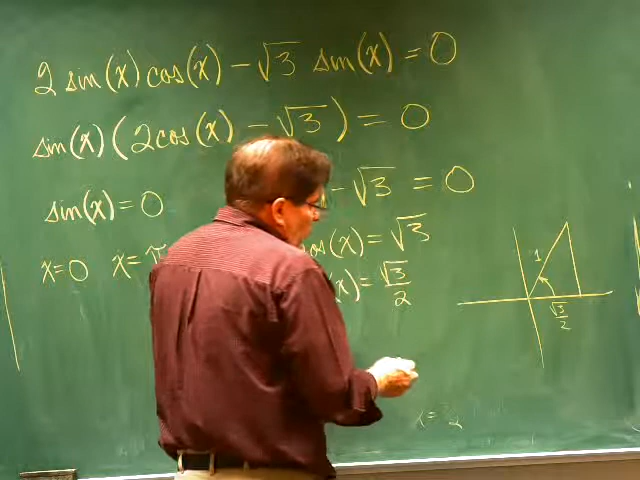 2 sin(x) cos(x) - √3 sin(x) = 0
sin(x) (2cos(x) - √3) = 0
sin(x) = 0
- √3 = 0
x=0 x=π
cos(x) = √3
(x) = √3/2
1
√3/2